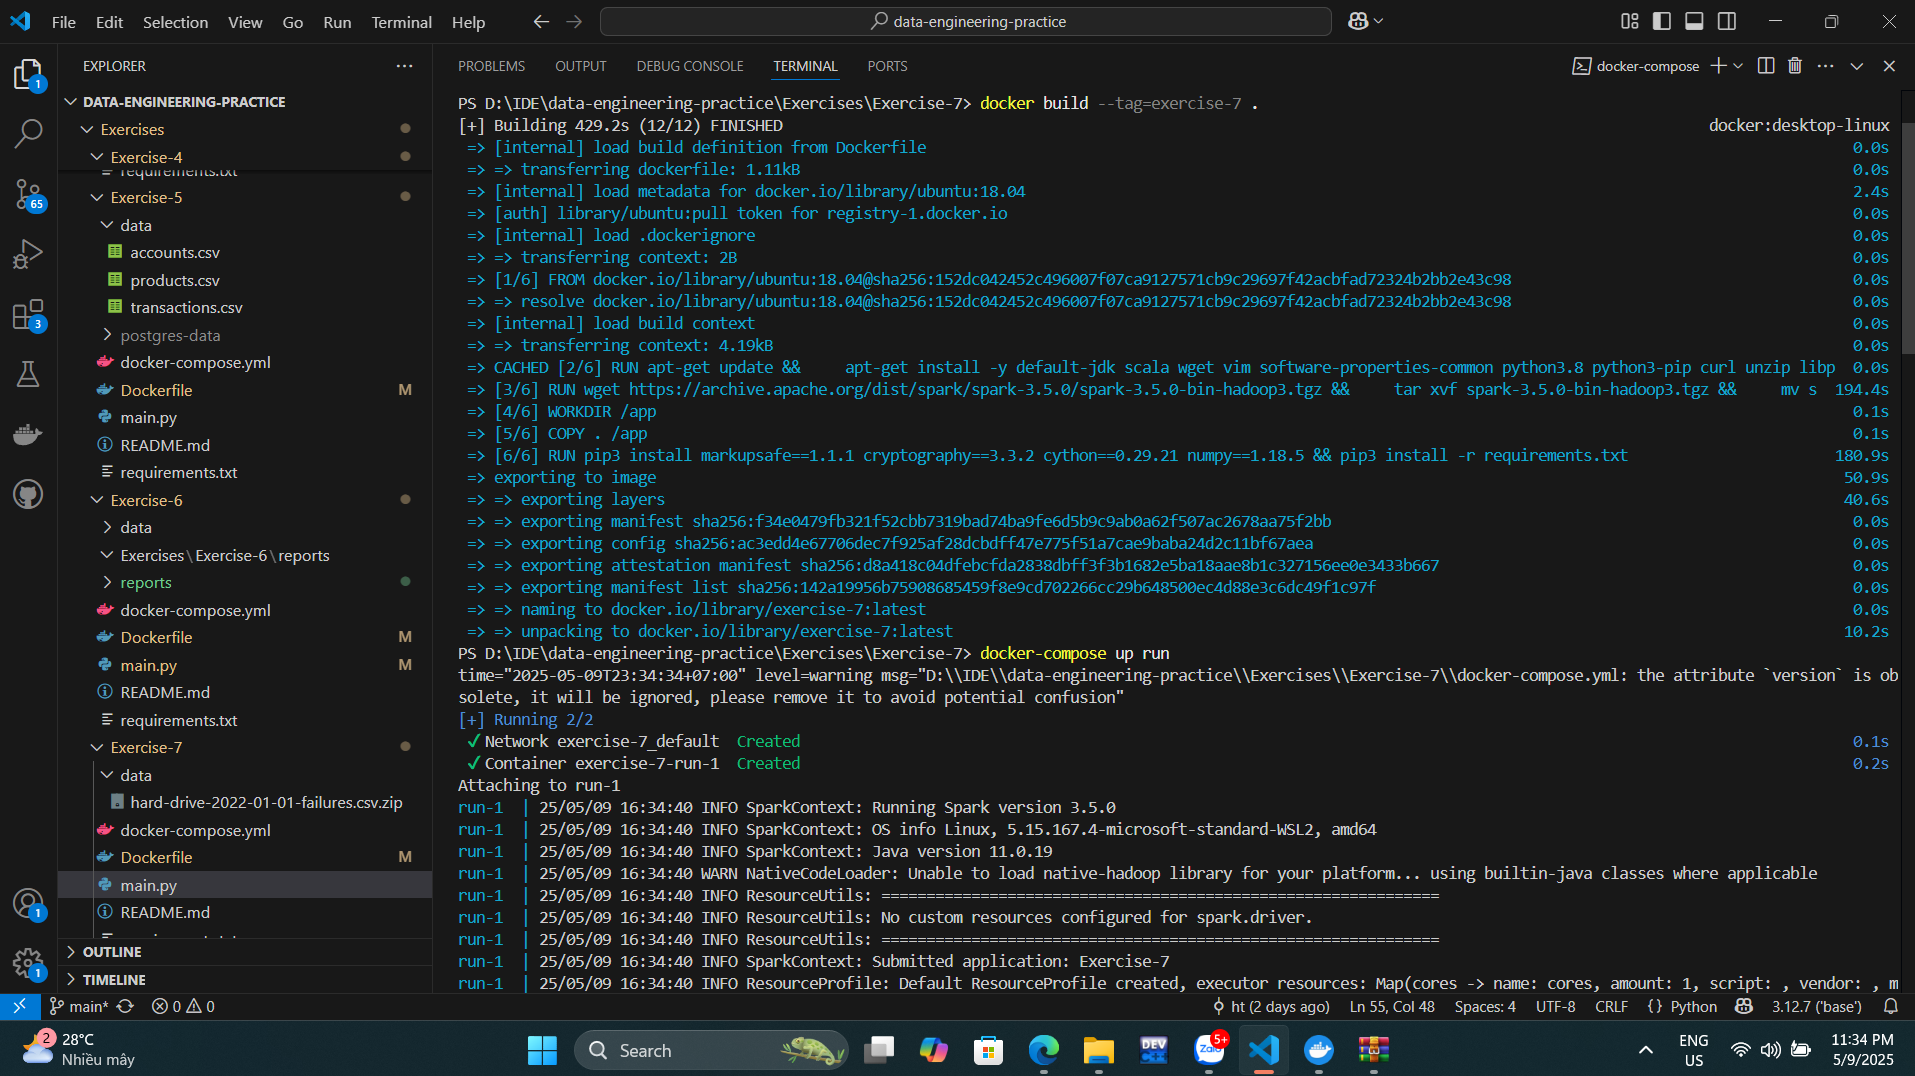 File Edit Selection View Go Run Terminal Help
data-engineering-practice
EXPLORER
DATA-ENGINEERING-PRACTICE
Exercises
Exercise-4
requirements.txt
Exercise-5
data
accounts.csv
products.csv
transactions.csv
postgres-data
docker-compose.yml
Dockerfile M
main.py
README.md
requirements.txt
Exercise-6
data
Exercises\Exercise-6\reports
reports
docker-compose.yml
Dockerfile M
main.py M
README.md
requirements.txt
Exercise-7
data
hard-drive-2022-01-01-failures.csv.zip
docker-compose.yml
Dockerfile M
main.py
README.md
OUTLINE
TIMELINE
1
65
3
1
1
PROBLEMS OUTPUT DEBUG CONSOLE TERMINAL PORTS
docker-compose
PS D:\IDE\data-engineering-practice\Exercises\Exercise-7> docker build --tag=exercise-7 .
[+] Building 429.2s (12/12) FINISHED docker:desktop-linux
=> [internal] load build definition from Dockerfile 0.0s
=> => transferring dockerfile: 1.11kB 0.0s
=> [internal] load metadata for docker.io/library/ubuntu:18.04 2.4s
=> [auth] library/ubuntu:pull token for registry-1.docker.io 0.0s
=> [internal] load .dockerignore 0.0s
=> => transferring context: 2B 0.0s
=> [1/6] FROM docker.io/library/ubuntu:18.04@sha256:152dc042452c496007f07ca9127571cb9c29697f42acbfad72324b2bb2e43c98 0.0s
=> => resolve docker.io/library/ubuntu:18.04@sha256:152dc042452c496007f07ca9127571cb9c29697f42acbfad72324b2bb2e43c98 0.0s
=> [internal] load build context 0.0s
=> => transferring context: 4.19kB 0.0s
=> CACHED [2/6] RUN apt-get update && apt-get install -y default-jdk scala wget vim software-properties-common python3.8 python3-pip curl unzip libp 0.0s
=> [3/6] RUN wget https://archive.apache.org/dist/spark/spark-3.5.0/spark-3.5.0-bin-hadoop3.tgz && tar xvf spark-3.5.0-bin-hadoop3.tgz && mv s 194.4s
=> [4/6] WORKDIR /app 0.1s
=> [5/6] COPY . /app 0.1s
=> [6/6] RUN pip3 install markupsafe==1.1.1 cryptography==3.3.2 cython==0.29.21 numpy==1.18.5 && pip3 install -r requirements.txt 180.9s
=> exporting to image 50.9s
=> => exporting layers 40.6s
=> => exporting manifest sha256:f34e0479fb321f52cbb7319bad74ba9fe6d5b9c9ab0a62f507ac2678aa75f2bb 0.0s
=> => exporting config sha256:ac3edd4e67706dec7f925af28dcbdff47e775f51a7cae9baba24d2c11bf67aea 0.0s
=> => exporting attestation manifest sha256:d8a418c04dfebcfda2838dbff3f3b1682e5ba18aae8b1c327156ee0e3433b667 0.0s
=> => exporting manifest list sha256:142a19956b75908685459f8e9cd702266cc29b648500ec4d88e3c6dc49f1c97f 0.0s
=> => naming to docker.io/library/exercise-7:latest 0.0s
=> => unpacking to docker.io/library/exercise-7:latest 10.2s
PS D:\IDE\data-engineering-practice\Exercises\Exercise-7> docker-compose up run
time="2025-05-09T23:34:34+07:00" level=warning msg="D:\\IDE\\data-engineering-practice\\Exercises\\Exercise-7\\docker-compose.yml: the attribute `version` is ob
solete, it will be ignored, please remove it to avoid potential confusion"
[+] Running 2/2
✔Network exercise-7_default Created 0.1s
✔Container exercise-7-run-1 Created 0.2s
Attaching to run-1
run-1 | 25/05/09 16:34:40 INFO SparkContext: Running Spark version 3.5.0
run-1 | 25/05/09 16:34:40 INFO SparkContext: OS info Linux, 5.15.167.4-microsoft-standard-WSL2, amd64
run-1 | 25/05/09 16:34:40 INFO SparkContext: Java version 11.0.19
run-1 | 25/05/09 16:34:40 WARN NativeCodeLoader: Unable to load native-hadoop library for your platform... using builtin-java classes where applicable
run-1 | 25/05/09 16:34:40 INFO ResourceUtils: ==============================================================
run-1 | 25/05/09 16:34:40 INFO ResourceUtils: No custom resources configured for spark.driver.
run-1 | 25/05/09 16:34:40 INFO ResourceUtils: ==============================================================
run-1 | 25/05/09 16:34:40 INFO SparkContext: Submitted application: Exercise-7
run-1 | 25/05/09 16:34:40 INFO ResourceProfile: Default ResourceProfile created, executor resources: Map(cores -> name: cores, amount: 1, script: , vendor: , m
main* 0 0 ht (2 days ago) Ln 55, Col 48 Spaces: 4 UTF-8 CRLF {} Python 3.12.7 ('base')
2
28°C
Nhiều mây
Search
DEV
C++
Zalo
5+
ENG
US
11:34 PM
5/9/2025